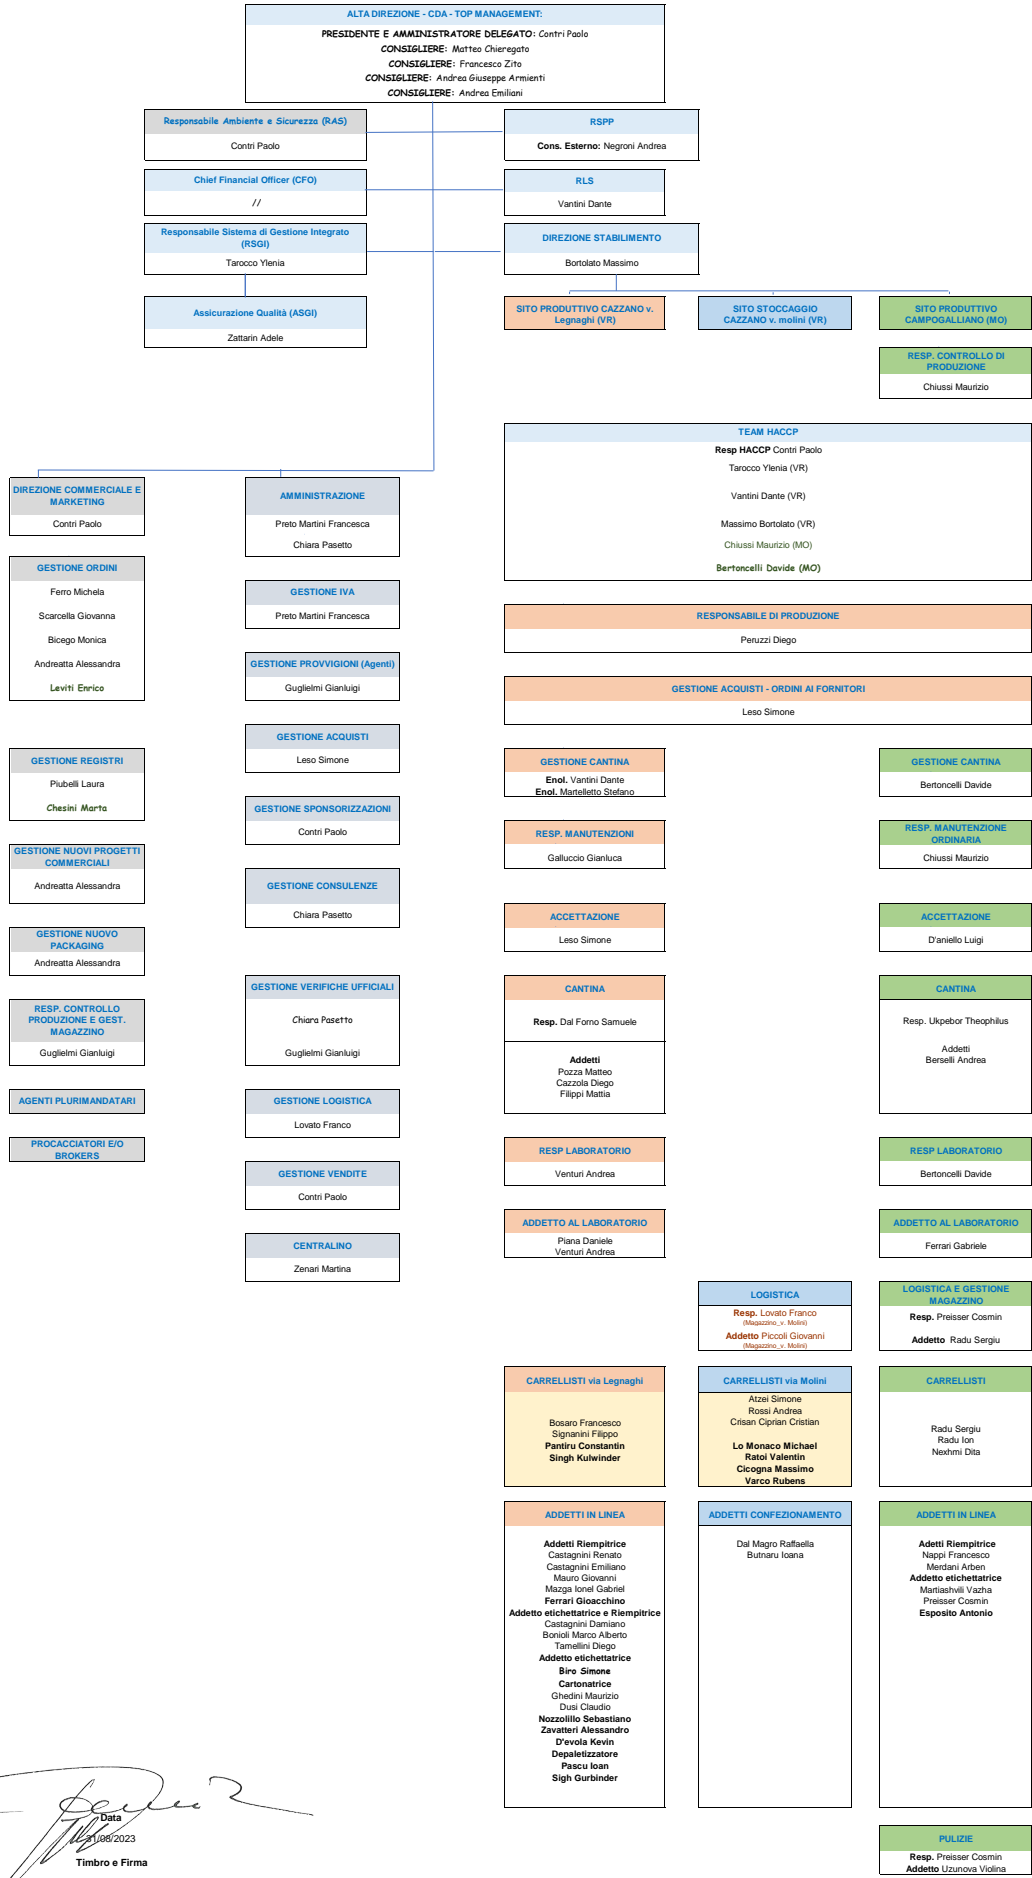 ALTA DIREZIONE - CDA - TOP MANAGEMENT:
PRESIDENTE E AMMINISTRATORE DELEGATO: Contri Paolo
CONSIGLIERE: Matteo Chieregato
CONSIGLIERE: Francesco Zito
CONSIGLIERE: Andrea Giuseppe Armienti
CONSIGLIERE: Andrea Emiliani
Responsabile Ambiente e Sicurezza (RAS)
Contri Paolo
RSPP
Cons. Esterno: Negroni Andrea
Chief Financial Officer (CFO)
//
RLS
Vantini Dante
Responsabile Sistema di Gestione Integrato
(RSGI)
Tarocco Ylenia
DIREZIONE STABILIMENTO
Bortolato Massimo
Assicurazione Qualità (ASGI)
Zattarin Adele
SITO PRODUTTIVO CAZZANO v.
Legnaghi (VR)
SITO STOCCAGGIO
CAZZANO v. molini (VR)
SITO PRODUTTIVO
CAMPOGALLIANO (MO)
RESP. CONTROLLO DI
PRODUZIONE
Chiussi Maurizio
TEAM HACCP
Resp HACCP Contri Paolo
Tarocco Ylenia (VR)
Vantini Dante (VR)
Massimo Bortolato (VR)
Chiussi Maurizio (MO)
Bertoncelli Davide (MO)
DIREZIONE COMMERCIALE E
MARKETING
Contri Paolo
GESTIONE ORDINI
Ferro Michela
Scarcella Giovanna
Bicego Monica
Andreatta Alessandra
Leviti Enrico
GESTIONE REGISTRI
Piubelli Laura
Chesini Marta
GESTIONE NUOVI PROGETTI
COMMERCIALI
Andreatta Alessandra
GESTIONE NUOVO
PACKAGING
Andreatta Alessandra
RESP. CONTROLLO
PRODUZIONE E GEST.
MAGAZZINO
Guglielmi Gianluigi
AGENTI PLURIMANDATARI
PROCACCIATORI E/O
BROKERS
AMMINISTRAZIONE
Preto Martini Francesca
Chiara Pasetto
GESTIONE IVA
Preto Martini Francesca
GESTIONE PROVVIGIONI (Agenti)
Guglielmi Gianluigi
GESTIONE ACQUISTI
Leso Simone
GESTIONE SPONSORIZZAZIONI
Contri Paolo
GESTIONE CONSULENZE
Chiara Pasetto
GESTIONE VERIFICHE UFFICIALI
Chiara Pasetto
Guglielmi Gianluigi
GESTIONE LOGISTICA
Lovato Franco
GESTIONE VENDITE
Contri Paolo
CENTRALINO
Zenari Martina
RESPONSABILE DI PRODUZIONE
Peruzzi Diego
GESTIONE ACQUISTI - ORDINI AI FORNITORI
Leso Simone
GESTIONE CANTINA
Enol. Vantini Dante
Enol. Martelletto Stefano
GESTIONE CANTINA
Bertoncelli Davide
RESP. MANUTENZIONI
Galluccio Gianluca
RESP. MANUTENZIONE
ORDINARIA
Chiussi Maurizio
ACCETTAZIONE
Leso Simone
ACCETTAZIONE
D'aniello Luigi
CANTINA
Resp. Dal Forno Samuele
Addetti
Pozza Matteo
Cazzola Diego
Filippi Mattia
CANTINA
Resp. Ukpebor Theophilus
Addetti
Berselli Andrea
RESP LABORATORIO
Venturi Andrea
RESP LABORATORIO
Bertoncelli Davide
ADDETTO AL LABORATORIO
Piana Daniele
Venturi Andrea
ADDETTO AL LABORATORIO
Ferrari Gabriele
LOGISTICA
Resp. Lovato Franco
(Magazzino_v. Molini)
Addetto Piccoli Giovanni
(Magazzino_v. Molini)
LOGISTICA E GESTIONE
MAGAZZINO
Resp. Preisser Cosmin
Addetto Radu Sergiu
CARRELLISTI via Legnaghi
Bosaro Francesco
Signanini Filippo
Pantiru Constantin
Singh Kulwinder
CARRELLISTI via Molini
Atzei Simone
Rossi Andrea
Crisan Ciprian Cristian
Lo Monaco Michael
Ratoi Valentin
Cicogna Massimo
Varco Rubens
CARRELLISTI
Radu Sergiu
Radu Ion
Nexhmi Dita
ADDETTI IN LINEA
Addetti Riempitrice
Castagnini Renato
Castagnini Emiliano
Mauro Giovanni
Mazga Ionel Gabriel
Ferrari Gioacchino
Addetto etichettatrice e Riempitrice
Castagnini Damiano
Bonioli Marco Alberto
Tamellini Diego
Addetto etichettatrice
Biro Simone
Cartonatrice
Ghedini Maurizio
Dusi Claudio
Nozzolillo Sebastiano
Zavatteri Alessandro
D'evola Kevin
Depaletizzatore
Pascu Ioan
Sigh Gurbinder
ADDETTI CONFEZIONAMENTO
Dal Magro Raffaella
Butnaru Ioana
ADDETTI IN LINEA
Adetti Riempitrice
Nappi Francesco
Merdani Arben
Addetto etichettatrice
Martiashvili Vazha
Preisser Cosmin
Esposito Antonio
Data
31/08/2023
Timbro e Firma
PULIZIE
Resp. Preisser Cosmin
Addetto Uzunova Violina